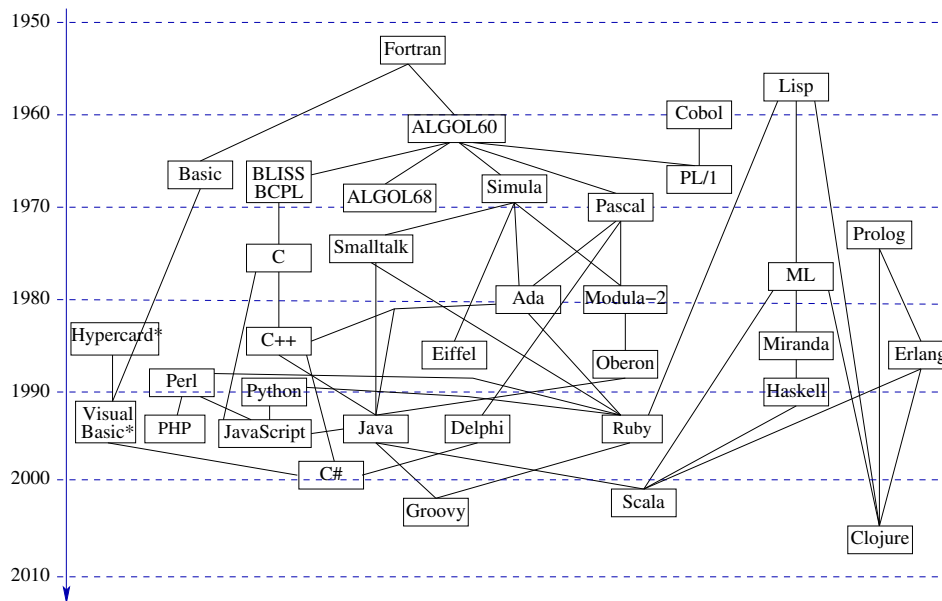 1950
Fortran
Lisp
1960
Cobol
ALGOL60
Basic
BLISS
BCPL
ALGOL68
Simula
PL/1
1970
Pascal
Smalltalk
Prolog
C
ML
1980
Ada
Modula−2
Hypercard*
C++
Eiffel
Oberon
Miranda
Erlang
1990
Perl
Python
Haskell
Visual
Basic*
PHP
JavaScript
Java
Delphi
Ruby
C#
2000
Groovy
Scala
Clojure
2010